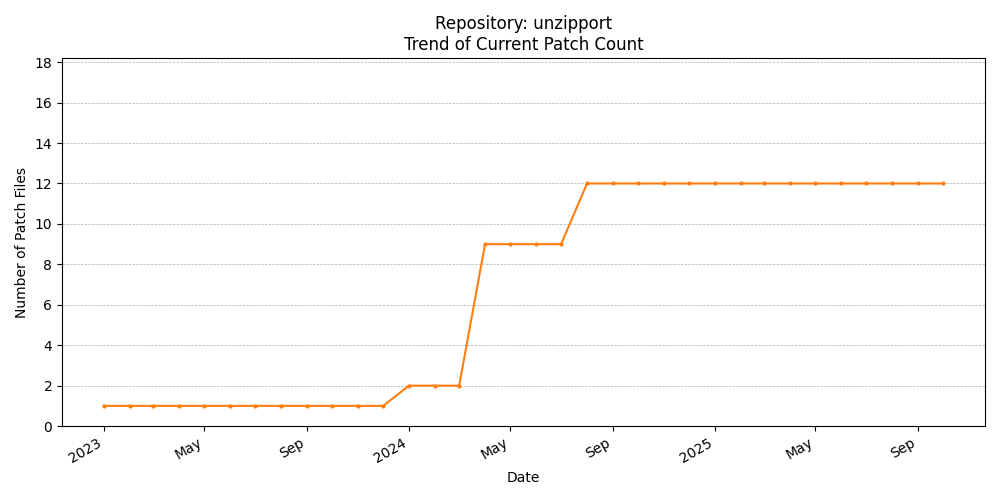 Repository: unzipport
Trend of Current Patch Count
18
16
14
12
10
8
6
4
2
0
Number of Patch Files
2023
May
Sep
2024
May
Sep
2025
May
Sep
Date